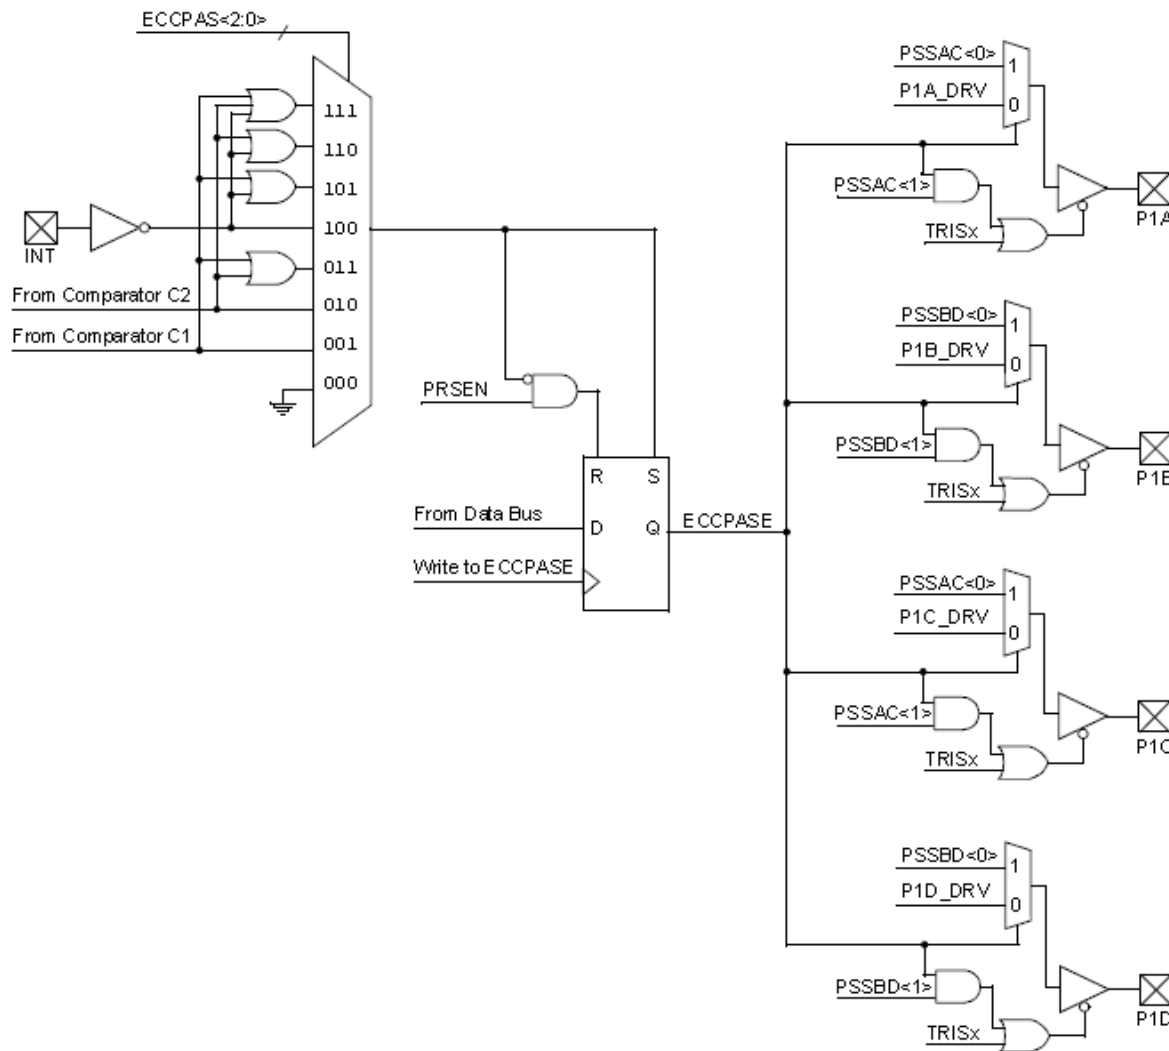 ECCPAS<2:0>
111
110
101
100
011
010
001
000
INT
From Comparator C2
From Comparator C1
PRSEN
R S
From Data Bus
D Q
ECCPASE
Write to ECCPASE
PSSAC<0>
1
P1A_DRV
0
PSSAC<1>
TRISx
P1A
PSSBD<0>
1
P1B_DRV
0
PSSBD<1>
TRISx
P1B
PSSAC<0>
1
P1C_DRV
0
PSSAC<1>
TRISx
P1C
PSSBD<0>
1
P1D_DRV
0
PSSBD<1>
TRISx
P1D